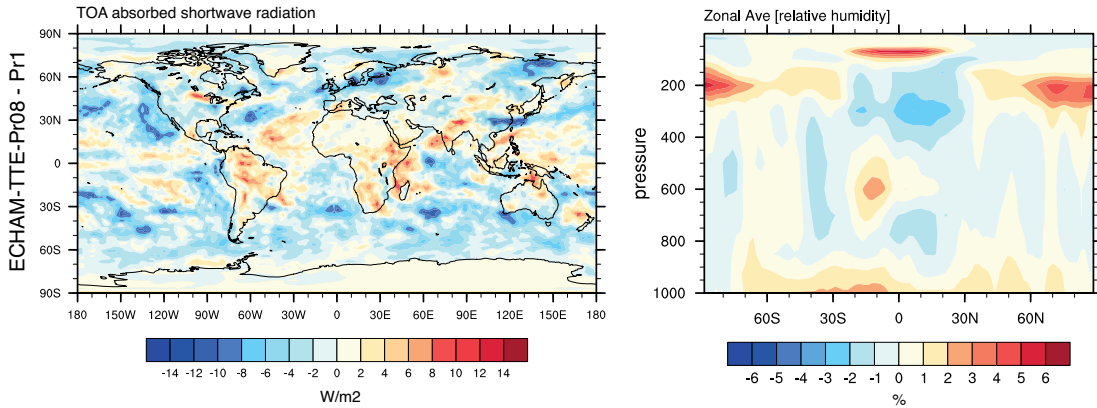 TOA absorbed shortwave radiation
ECHAM-TTE-Pr08 - Pr1
90N
60N
30N
0
30S
60S
90S
180 150W 120W 90W 60W 30W 0 30E 60E 90E 120E 150E 180
-14 -12 -10 -8 -6 -4 -2 0 2 4 6 8 10 12 14
W/m2
Zonal Ave [relative humidity]
pressure
200
400
600
800
1000
60S 30S 0 30N 60N
-6 -5 -4 -3 -2 -1 0 1 2 3 4 5 6
%